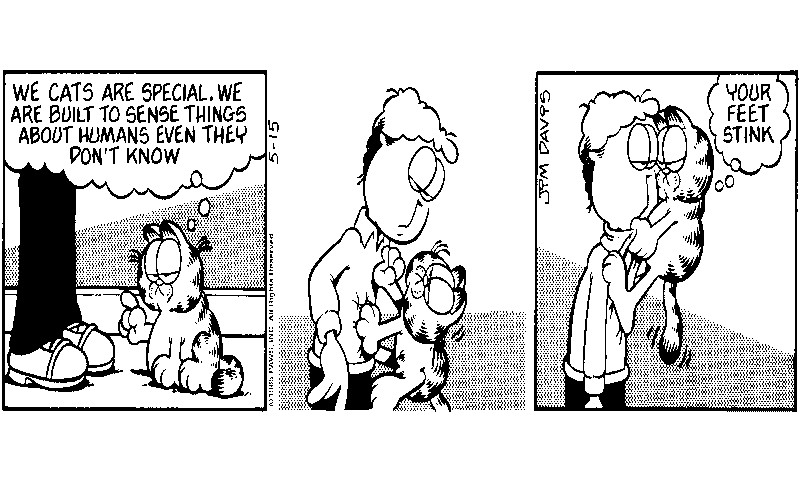 WE CATS ARE SPECIAL. WE
ARE BUILT TO SENSE THINGS
ABOUT HUMANS EVEN THEY
DON'T KNOW
5-15
JIM DAVIS
YOUR
FEET
STINK